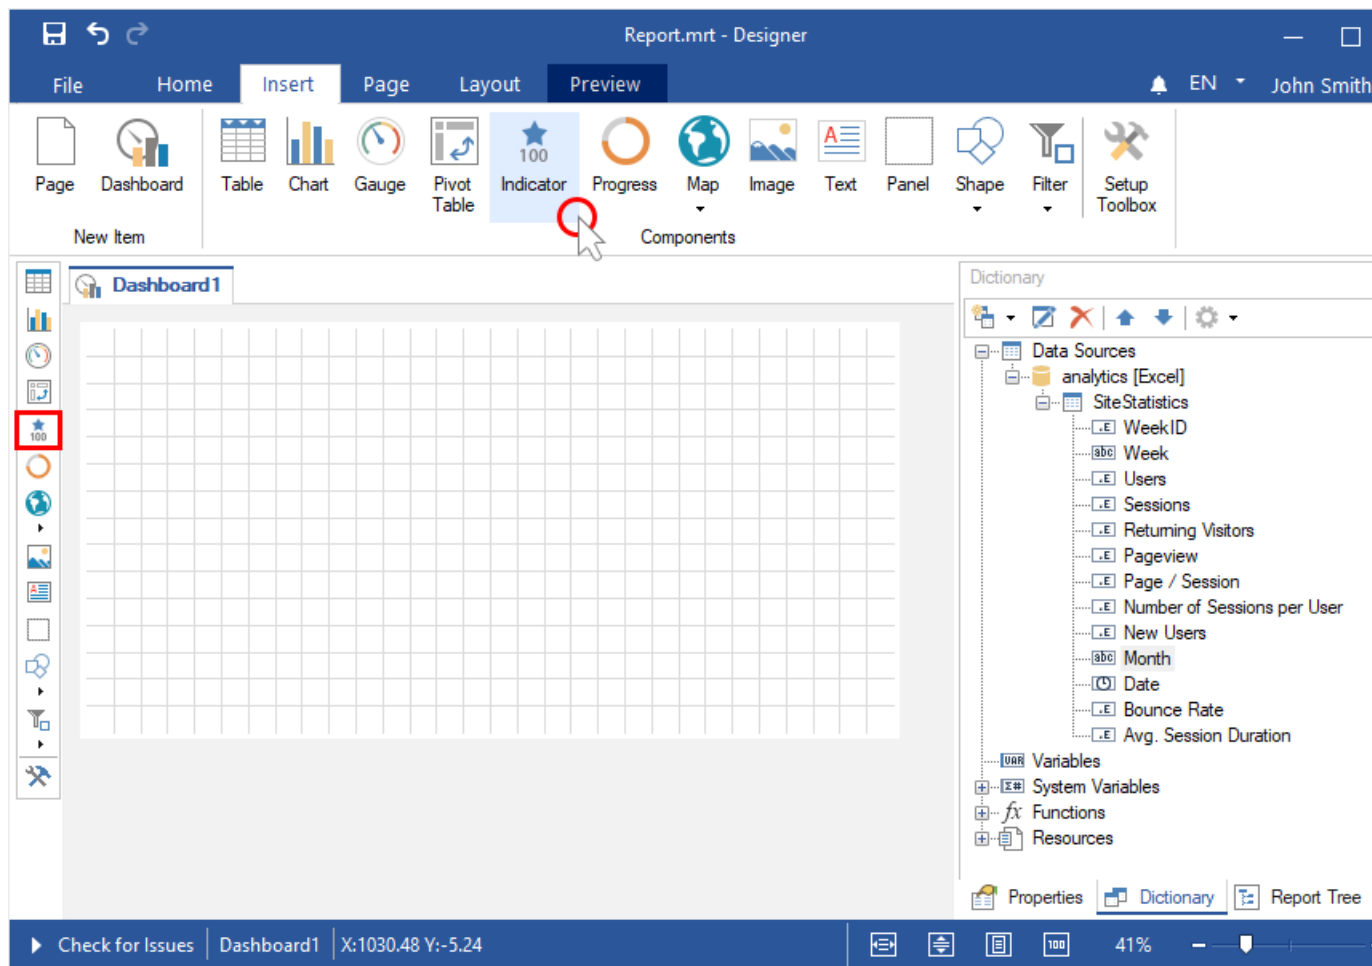 Report.mrt - Designer
File Home Insert Page Layout Preview EN John Smith
100
Page Dashboard Table Chart Gauge Pivot Table Indicator Progress Map Image Text Panel Shape Filter Setup Toolbox
New Item Components
Dashboard1
100
Dictionary
Data Sources
analytics [Excel]
SiteStatistics
.E WeekID
abc Week
.E Users
.E Sessions
.E Returning Visitors
.E Pageview
.E Page / Session
.E Number of Sessions per User
.E New Users
abc Month
Date
.E Bounce Rate
.E Avg. Session Duration
VAR Variables
Σ# System Variables
fx Functions
Resources
Properties Dictionary Report Tree
Check for Issues Dashboard1 X:1030.48 Y:-5.24 100 41%